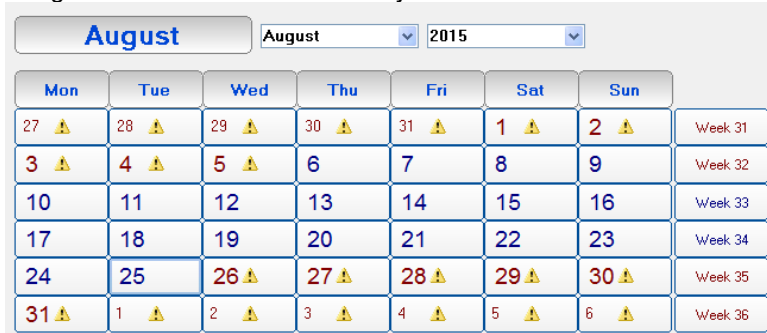 August August 2015
Mon Tue Wed Thu Fri Sat Sun
27 28 29 30 31 1 2 Week 31
3 4 5 6 7 8 9 Week 32
10 11 12 13 14 15 16 Week 33
17 18 19 20 21 22 23 Week 34
24 25 26 27 28 29 30 Week 35
31 1 2 3 4 5 6 Week 36